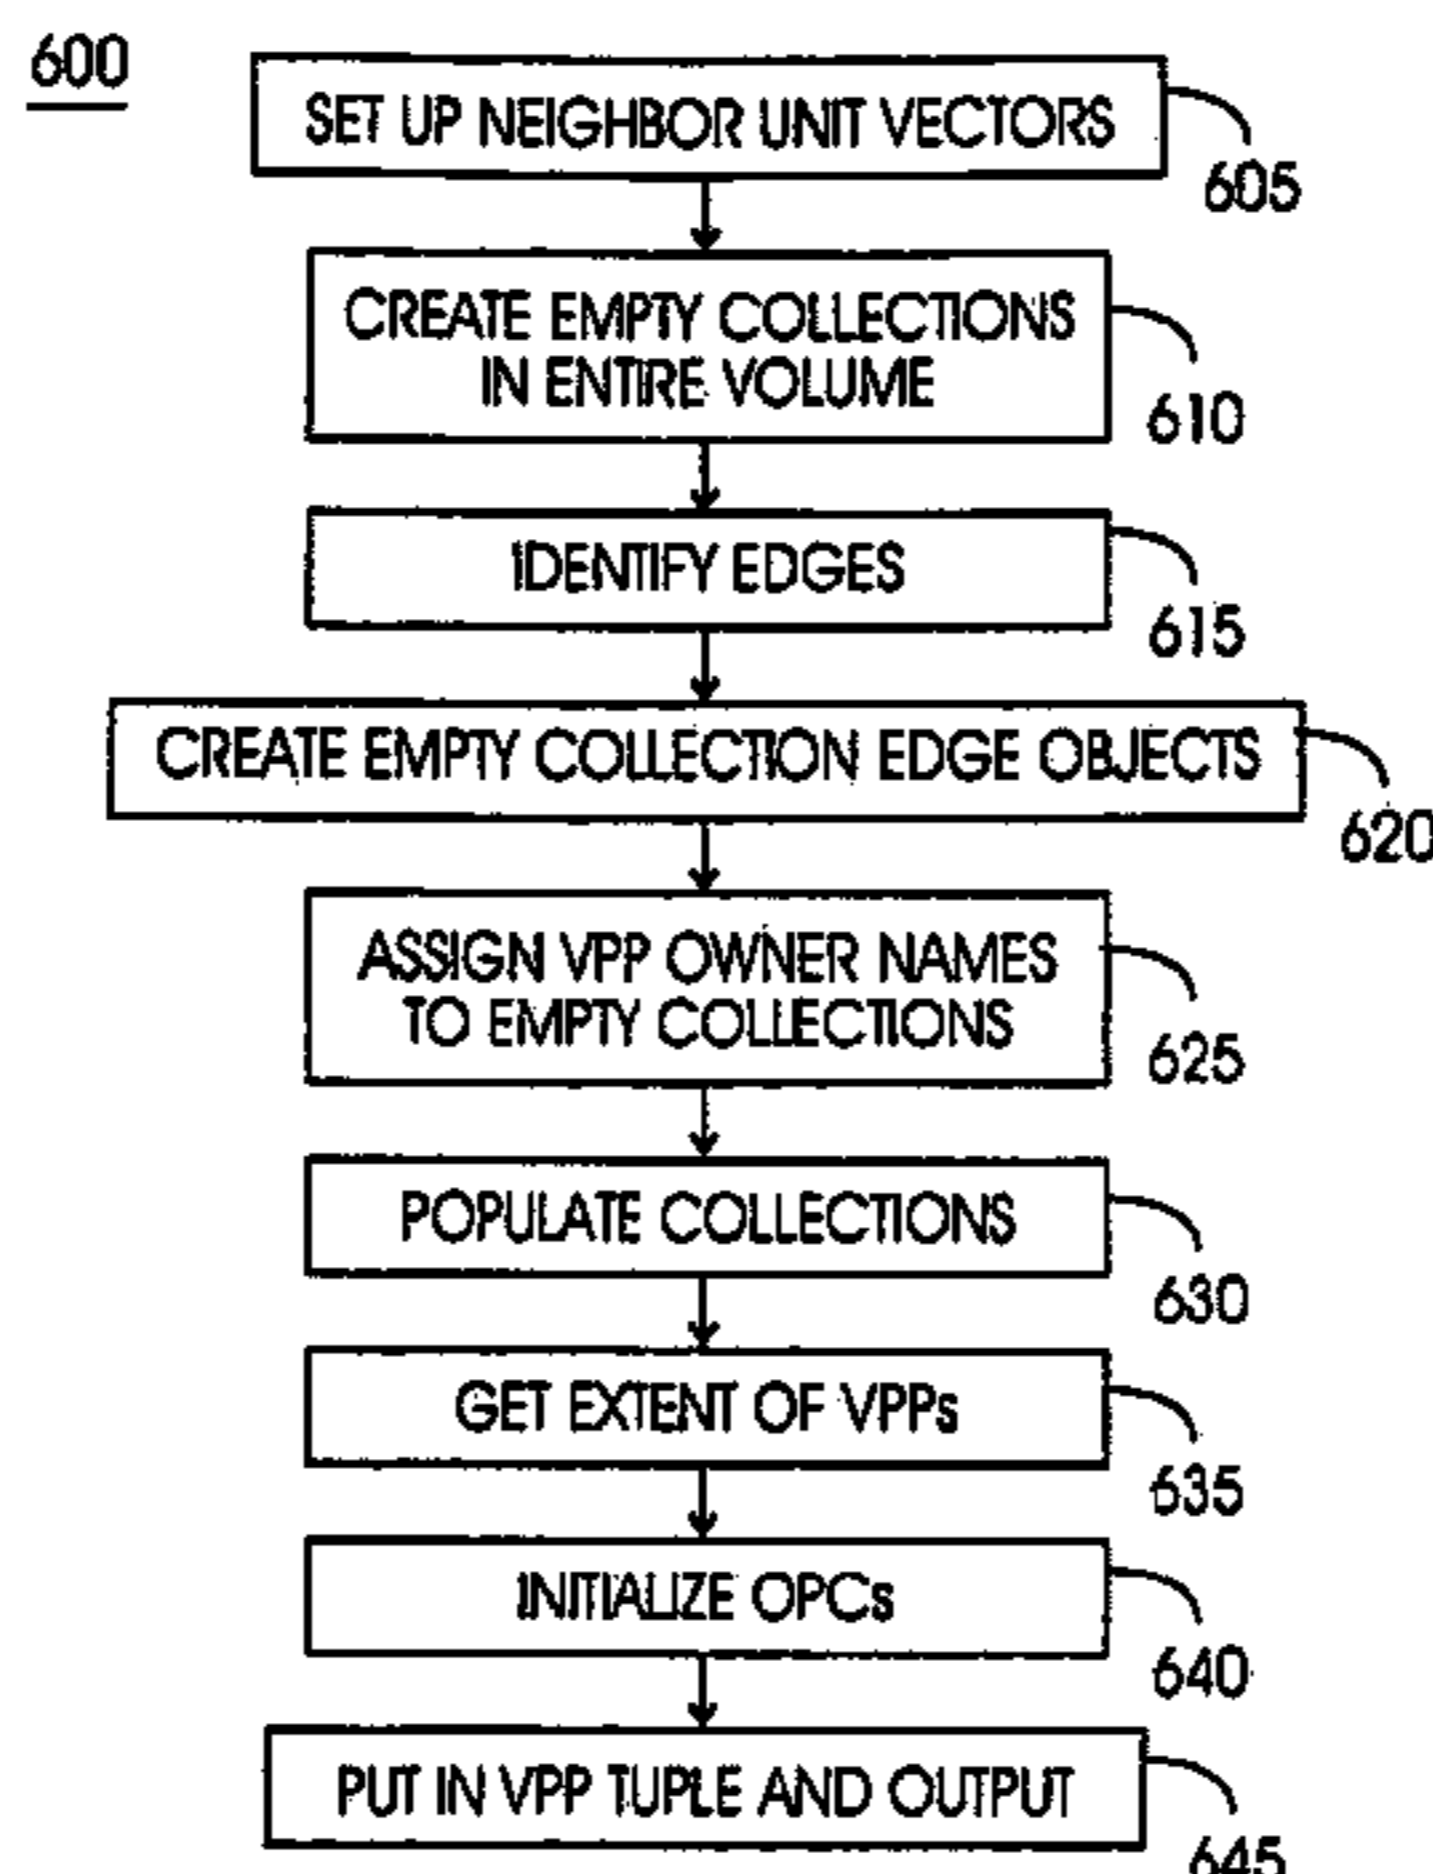 600
SET UP NEIGHBOR UNIT VECTORS
605
CREATE EMPTY COLLECTIONS
IN ENTIRE VOLUME
610
IDENTIFY EDGES
615
CREATE EMPTY COLLECTION EDGE OBJECTS
620
ASSIGN VPP OWNER NAMES
TO EMPTY COLLECTIONS
625
POPULATE COLLECTIONS
630
GET EXTENT OF VPPs
635
INITIALIZE OPCs
640
PUT IN VPP TUPLE AND OUTPUT
645